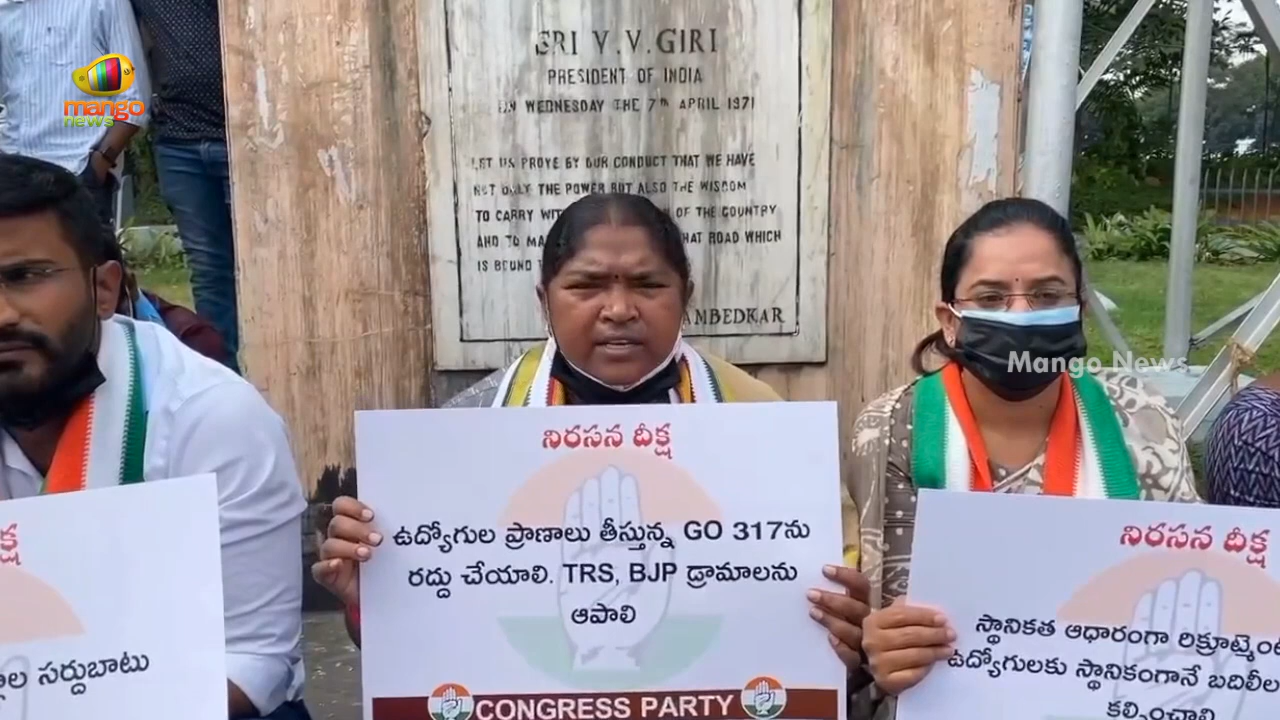 mango
news
SRI V. V. GIRI
PRESIDENT OF INDIA
ON WEDNESDAY THE 7th APRIL 1971
LET US PROVE BY OUR CONDUCT THAT WE HAVE
NOT ONLY THE POWER BUT ALSO THE WISDOM
TO CARRY OF THE COUNTRY
AND TO THAT ROAD WHICH
IS BOUND
AMBEDKAR
Mango News
నిరసన దీక్ష
ఉద్యోగుల ప్రాణాలు తీస్తున్న GO 317ను
రద్దు చేయాలి. TRS, BJP డ్రామాలను
ఆపాలి
CONGRESS PARTY
సర్దుబాటు
నిరసన దీక్ష
స్థానికత ఆధారంగా రిక్రూట్మెంట్
ఉద్యోగులకు స్థానికంగానే బదిలీల
కల్పించాలి